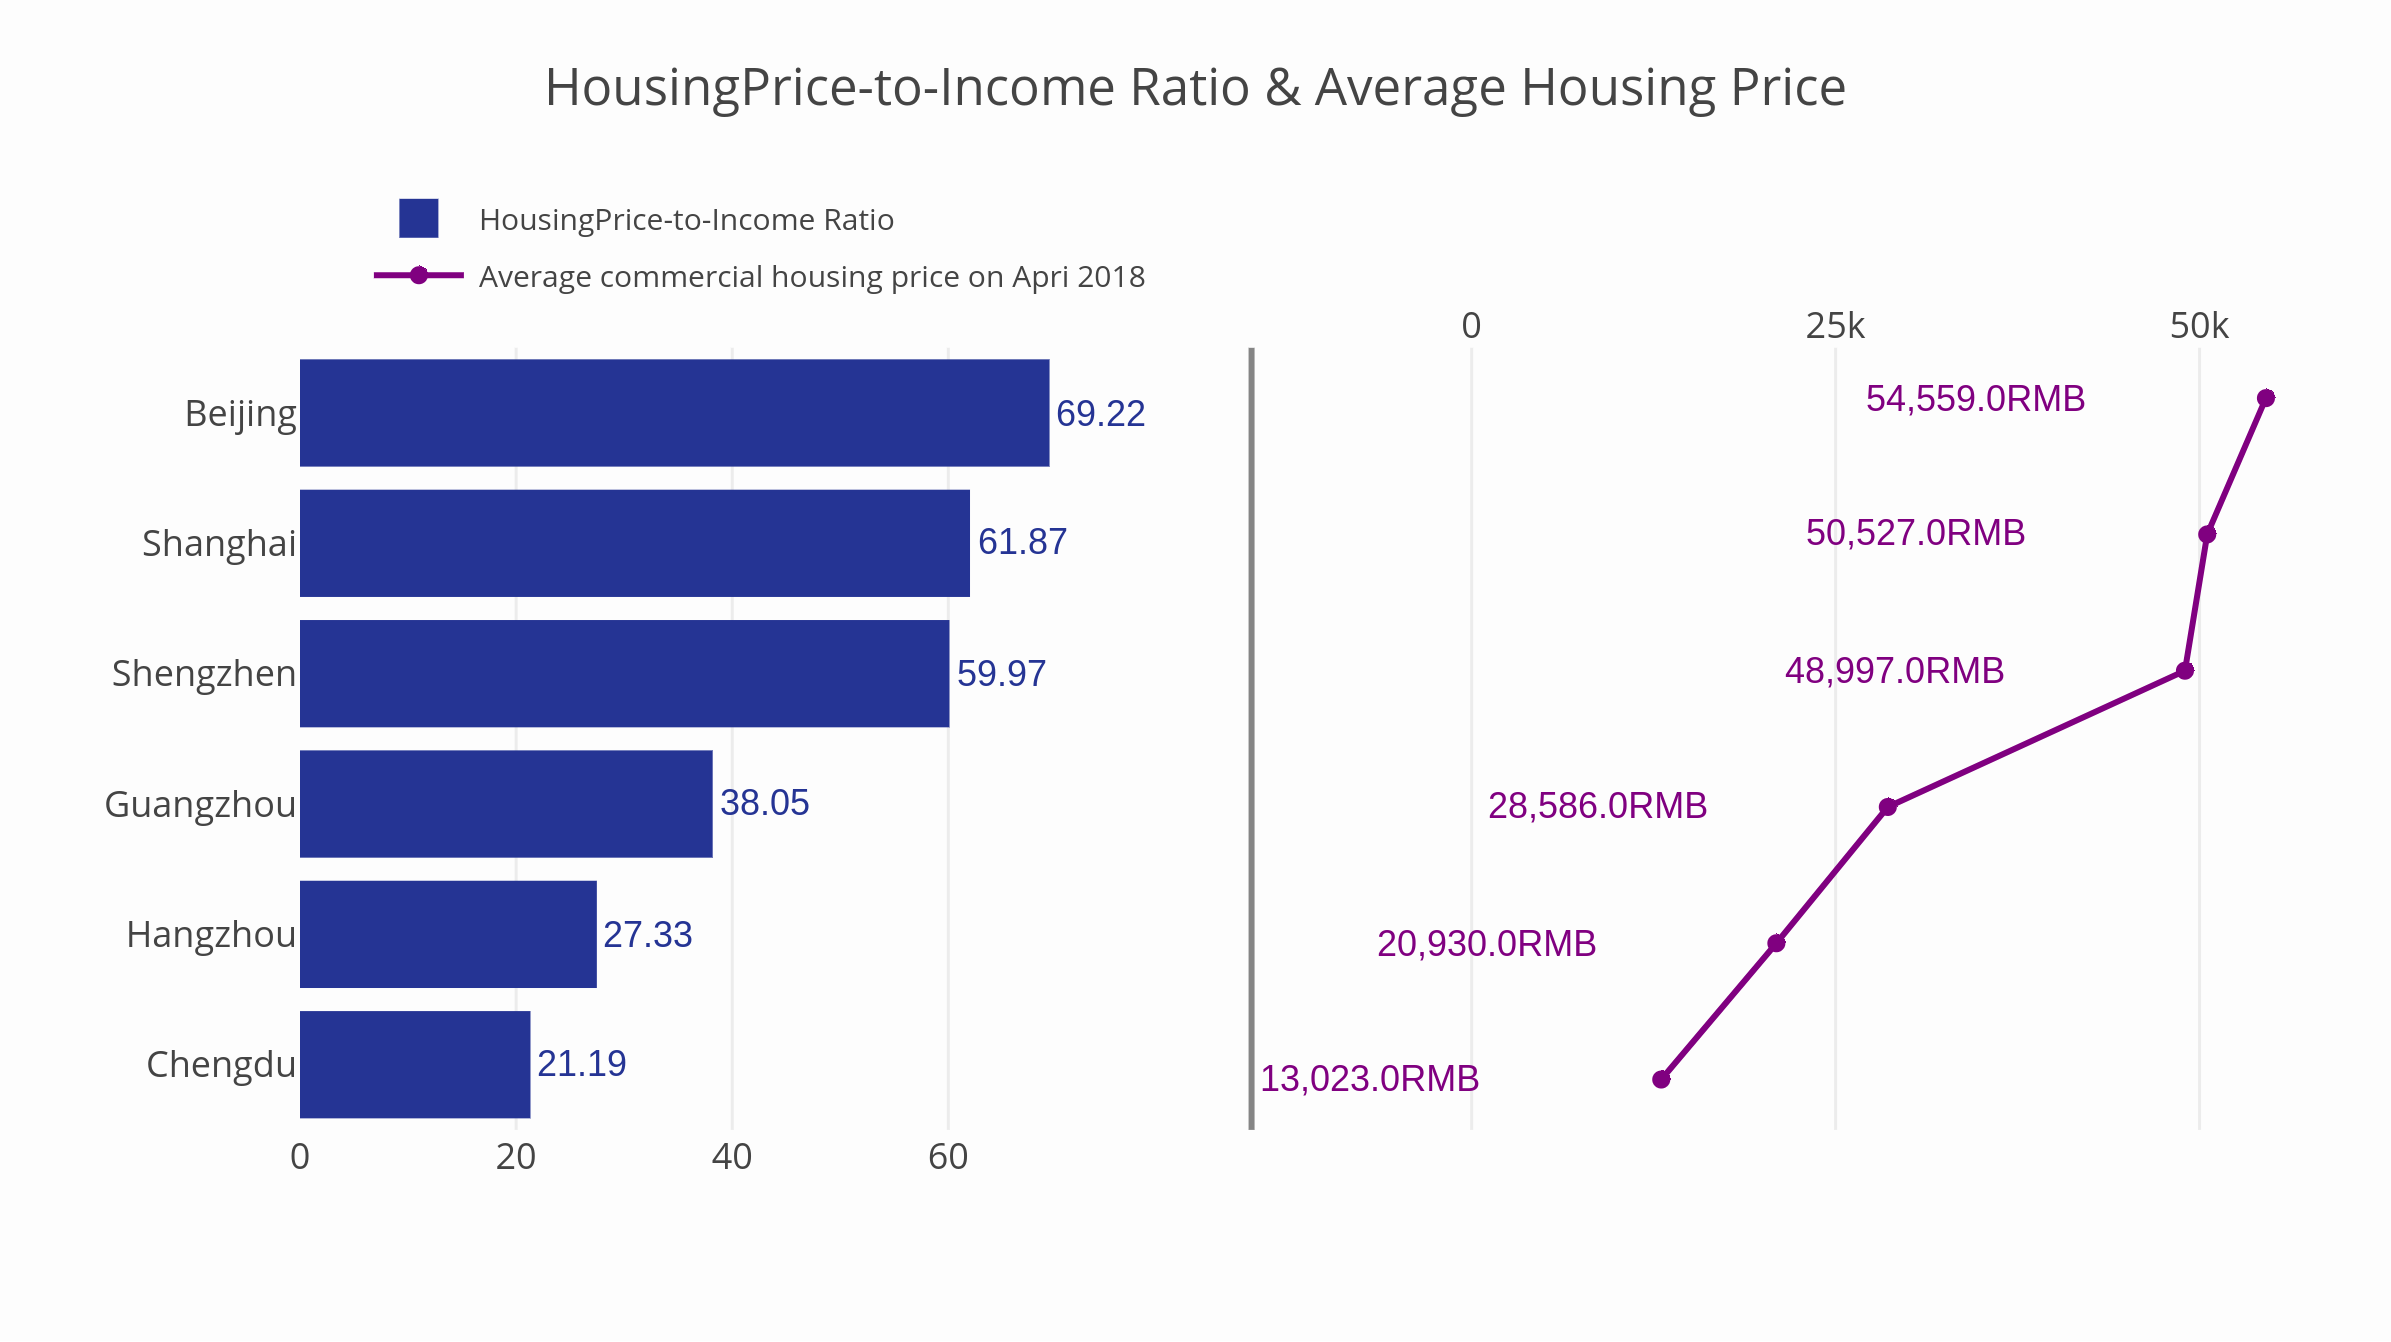 HousingPrice-to-Income Ratio & Average Housing Price
HousingPrice-to-Income Ratio
Average commercial housing price on Apri 2018
0 25k 50k
Beijing 69.22 54,559.0RMB
Shanghai 61.87 50,527.0RMB
Shengzhen 59.97 48,997.0RMB
Guangzhou 38.05 28,586.0RMB
Hangzhou 27.33 20,930.0RMB
Chengdu 21.19 13,023.0RMB
0 20 40 60